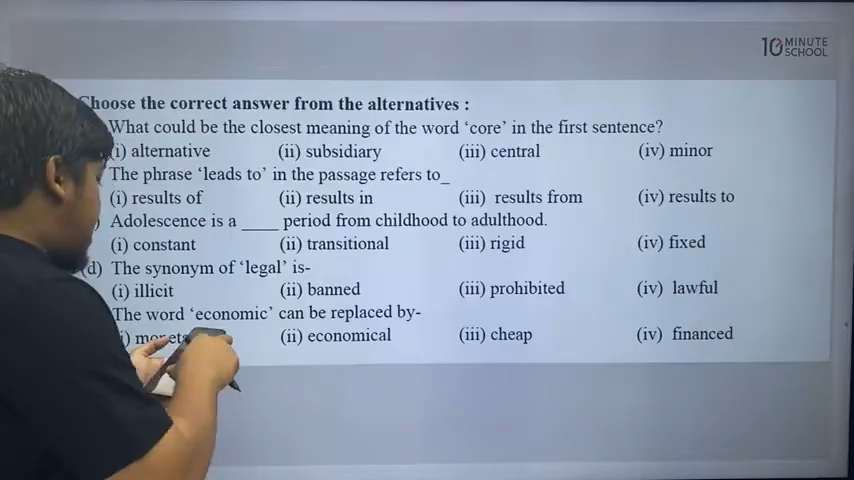 10 MINUTE SCHOOL
Choose the correct answer from the alternatives :
What could be the closest meaning of the word ‘core’ in the first sentence?
(i) alternative (ii) subsidiary (iii) central (iv) minor
The phrase ‘leads to’ in the passage refers to_
(i) results of (ii) results in (iii) results from (iv) results to
) Adolescence is a ____ period from childhood to adulthood.
(i) constant (ii) transitional (iii) rigid (iv) fixed
(d) The synonym of ‘legal’ is-
(i) illicit (ii) banned (iii) prohibited (iv) lawful
The word ‘economic’ can be replaced by-
(ii) economical (iii) cheap (iv) financed